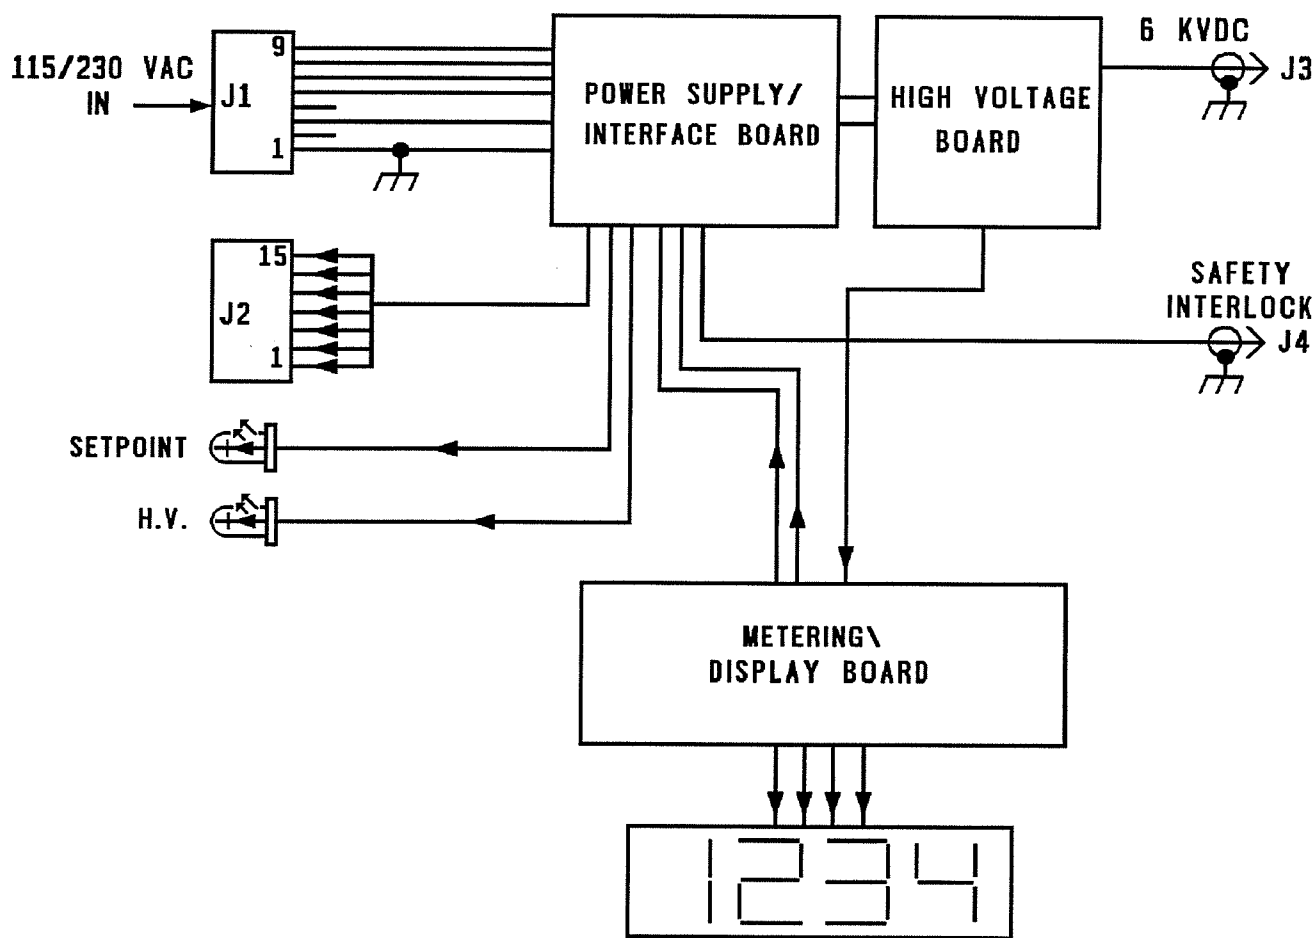 115/230 VAC
IN
J1
9
1
POWER SUPPLY/
INTERFACE BOARD
HIGH VOLTAGE
BOARD
6 KVDC
J3
J2
15
1
SAFETY
INTERLOCK
J4
SETPOINT
H.V.
METERING\
DISPLAY BOARD
1234